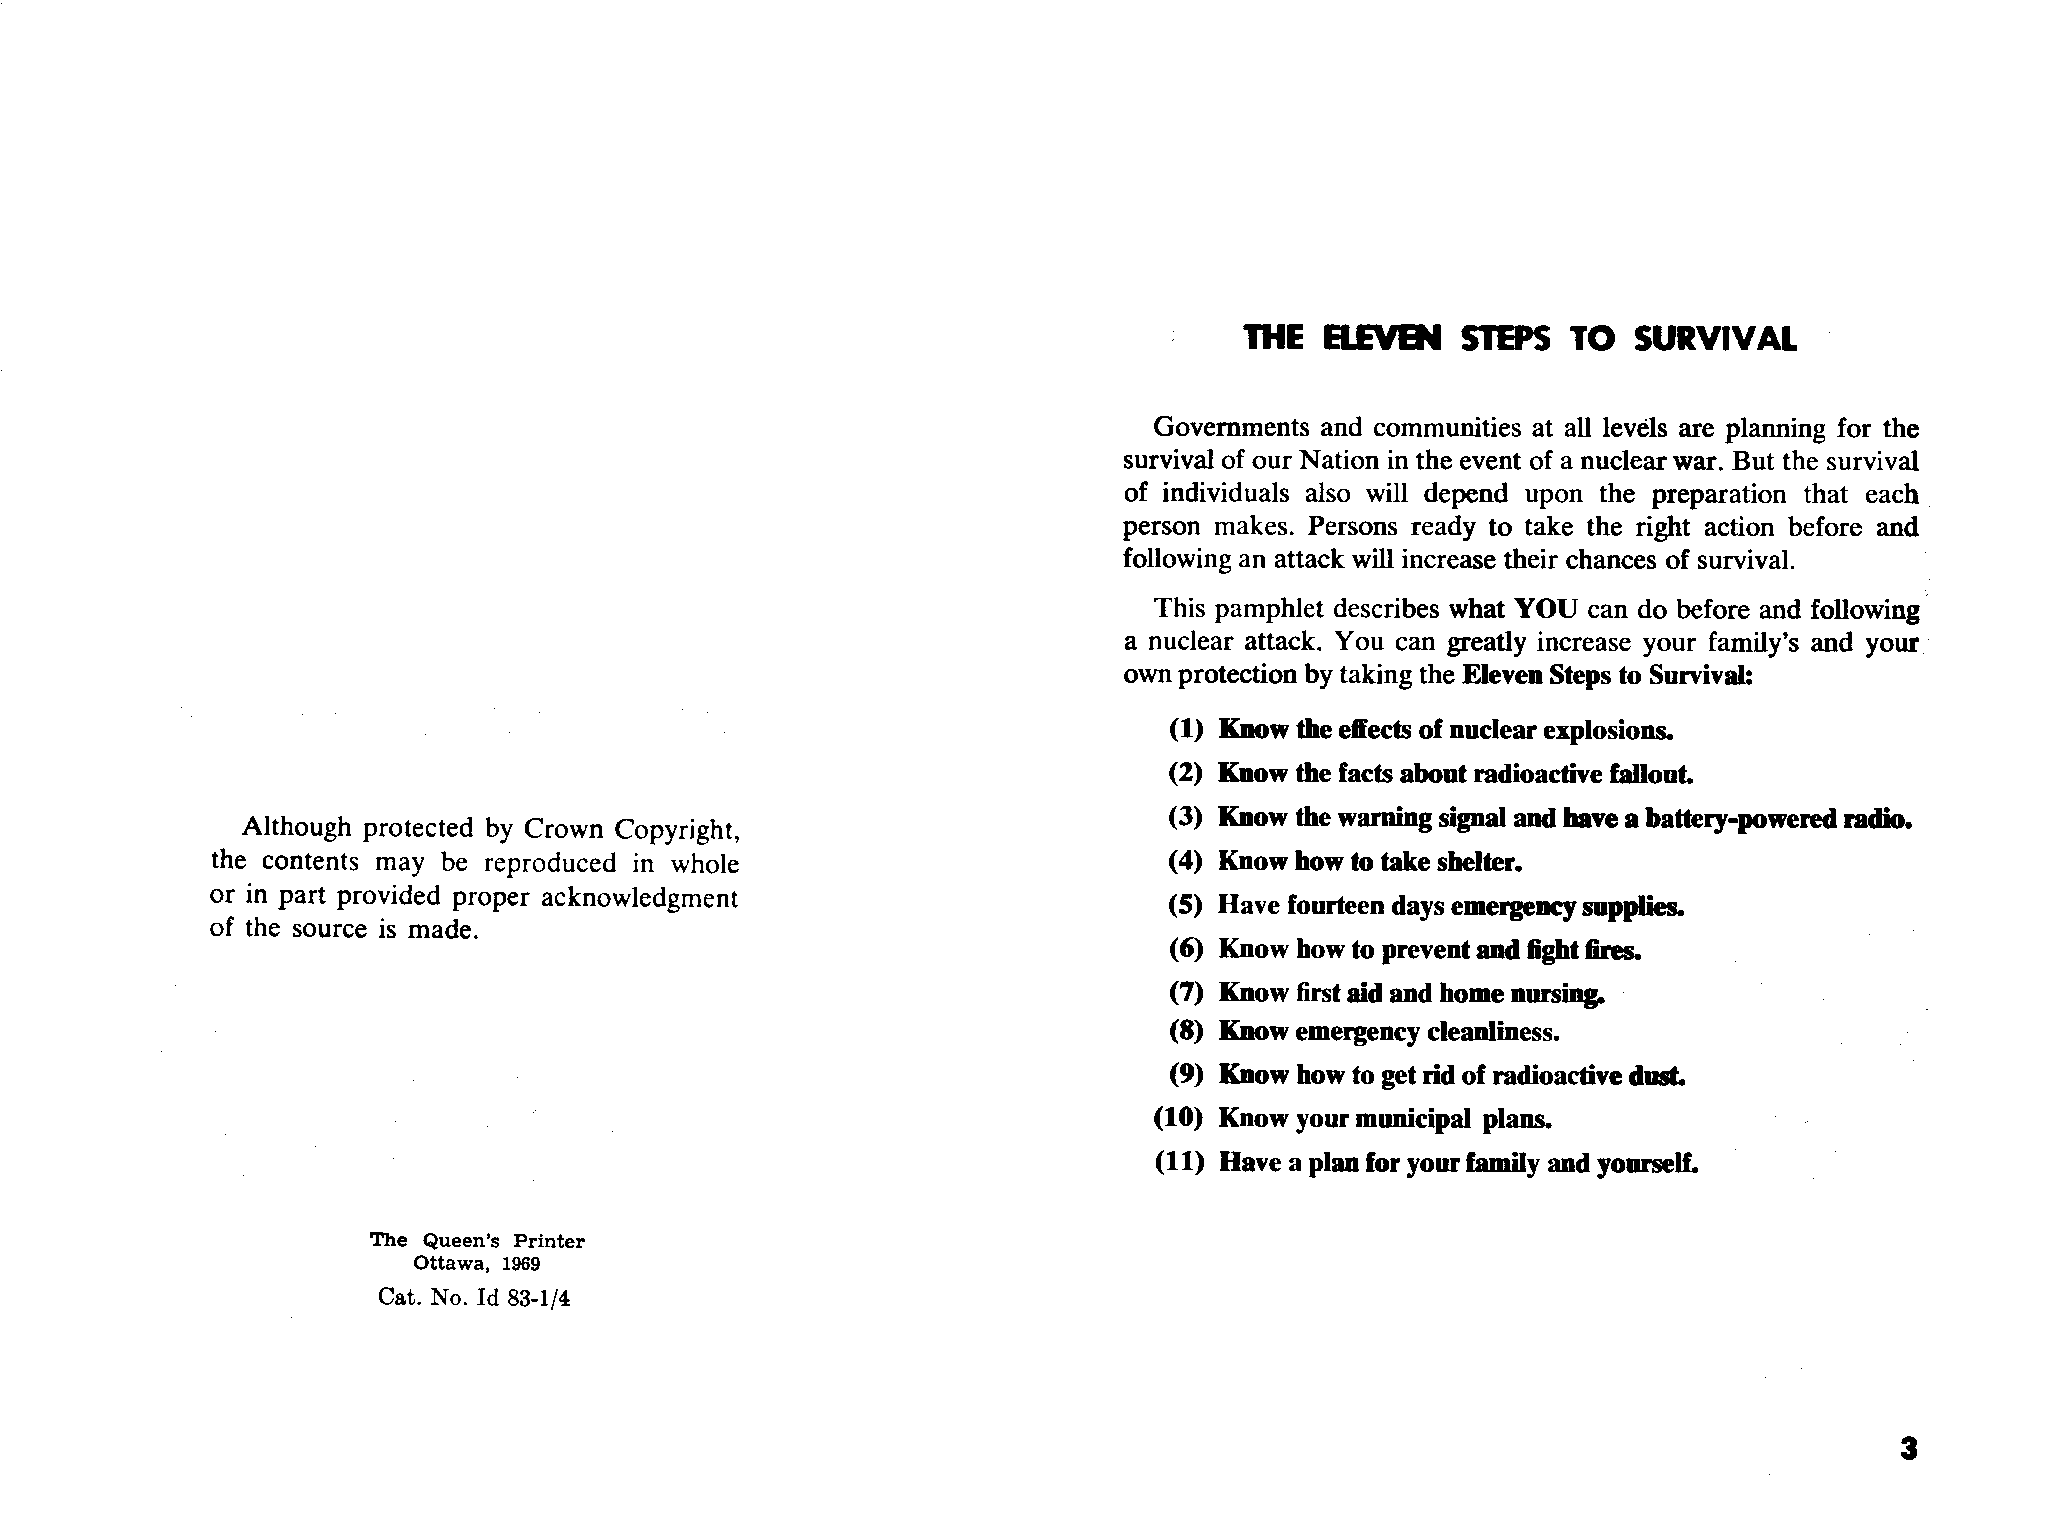 Although protected by Crown Copyright,
the contents may be reproduced in whole
or in part provided proper acknowledgment
of the source is made.
The Queen's Printer
Ottawa, 1969
Cat. No. Id 83-1/4
THE ELEVEN STEPS TO SURVIVAL
Governments and communities at all levels are planning for the
survival of our Nation in the event of a nuclear war. But the survival
of individuals also will depend upon the preparation that each
person makes. Persons ready to take the right action before and
following an attack will increase their chances of survival.
This pamphlet describes what YOU can do before and following
a nuclear attack. You can greatly increase your family's and your
own protection by taking the Eleven Steps to Survival:
(1) Know the effects of nuclear explosions.
(2) Know the facts about radioactive fallout.
(3) Know the warning signal and have a battery-powered radio.
(4) Know how to take shelter.
(5) Have fourteen days emergency supplies.
(6) Know how to prevent and fight fires.
(7) Know first aid and home nursing.
(8) Know emergency cleanliness.
(9) Know how to get rid of radioactive dust.
(10) Know your municipal plans.
(11) Have a plan for your family and yourself.
3